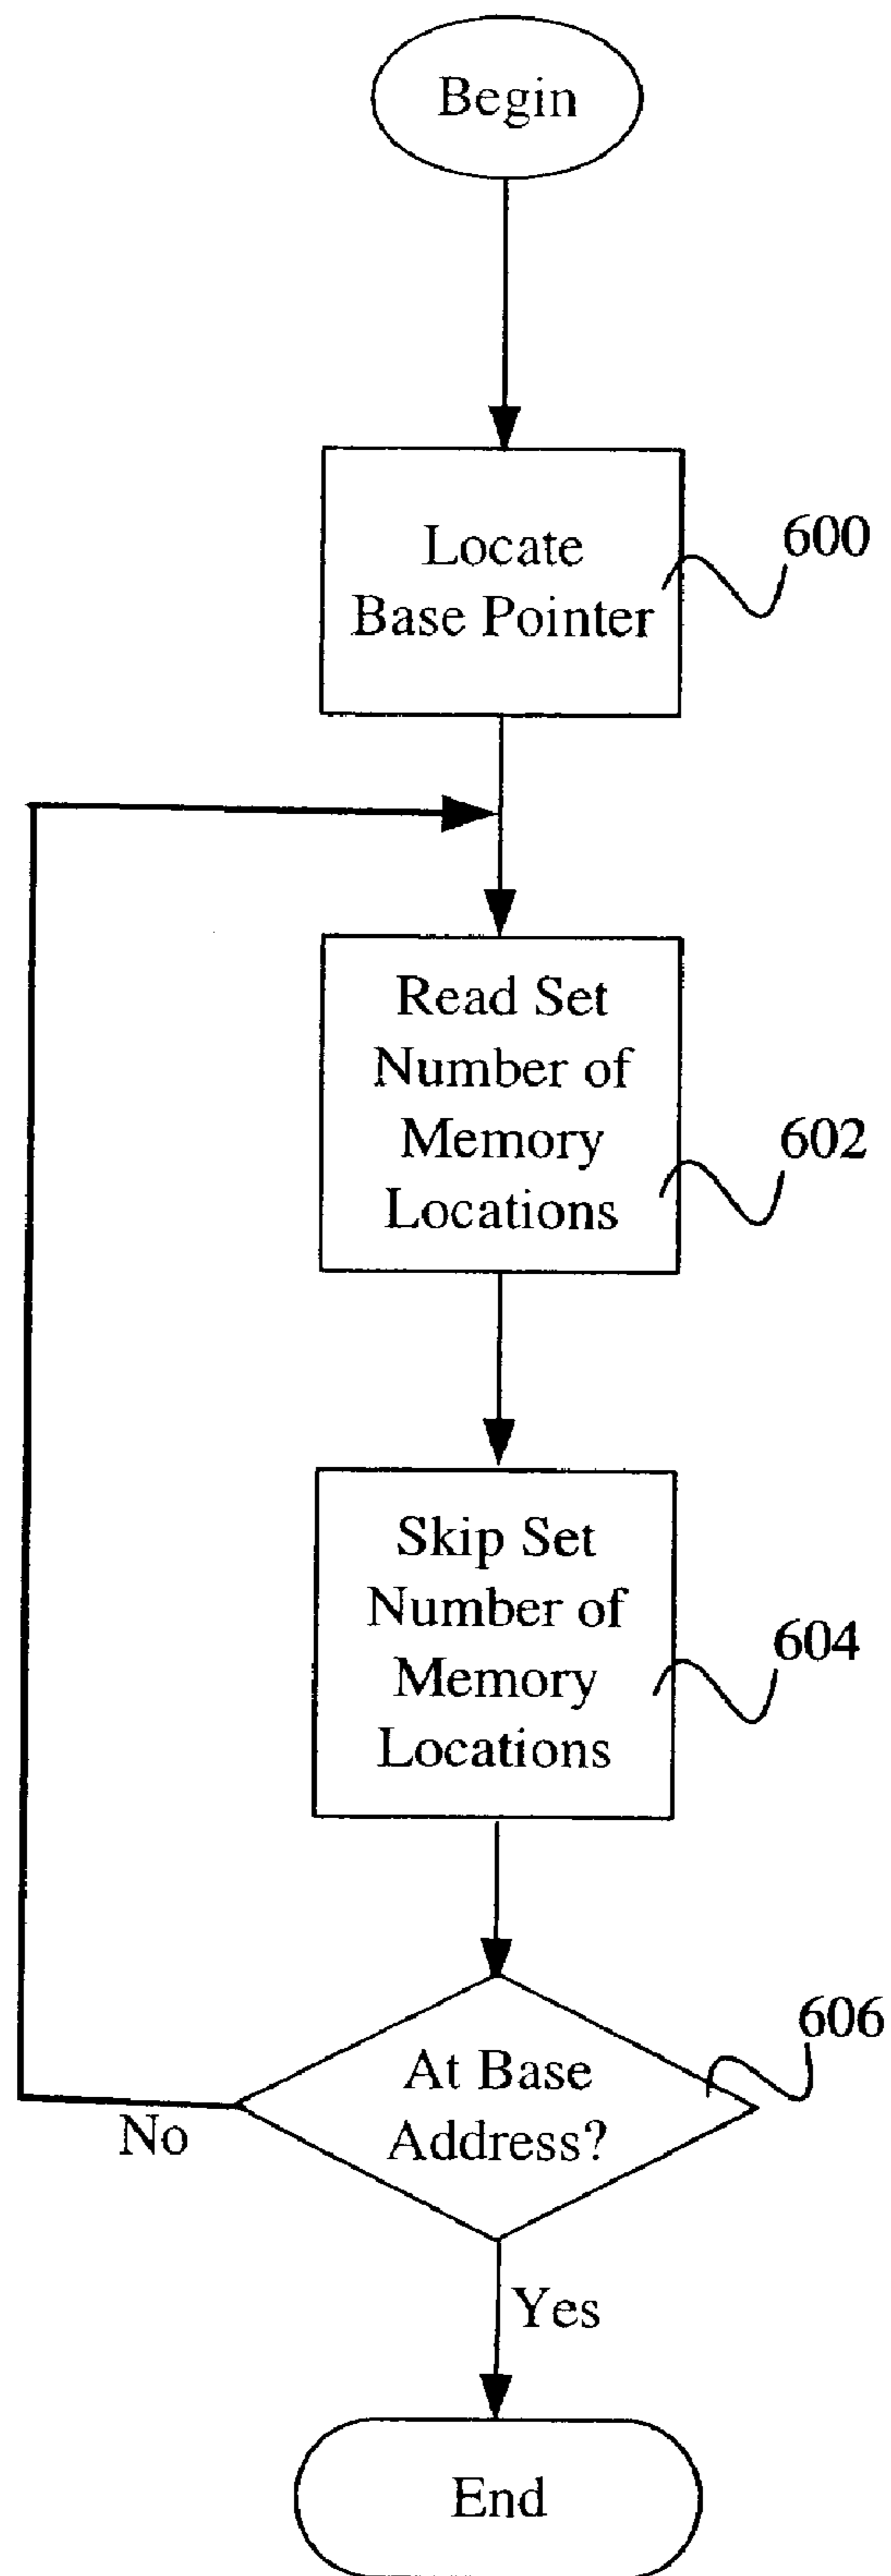 Begin
Locate
Base Pointer
600
Read Set
Number of
Memory
Locations
602
Skip Set
Number of
Memory
Locations
604
At Base
Address?
606
No
Yes
End